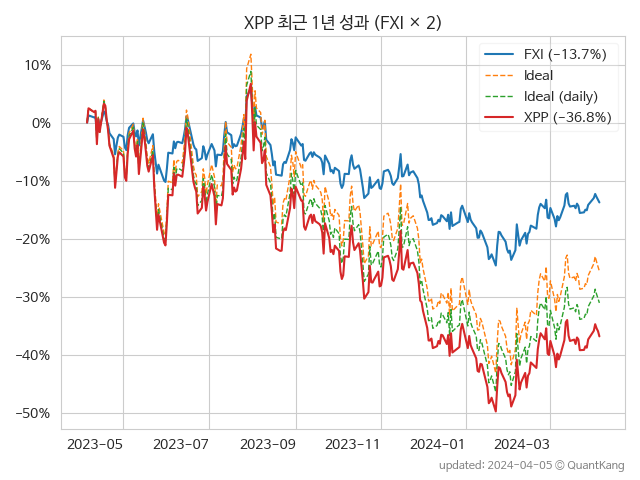 XPP 최근 1년 성과 (FXI × 2)
FXI (−13.7%)
Ideal
Ideal (daily)
XPP (−36.8%)
10%
0%
−10%
−20%
−30%
−40%
−50%
2023-05
2023-07
2023-09
2023-11
2024-01
2024-03
updated: 2024-04-05 © QuantKang